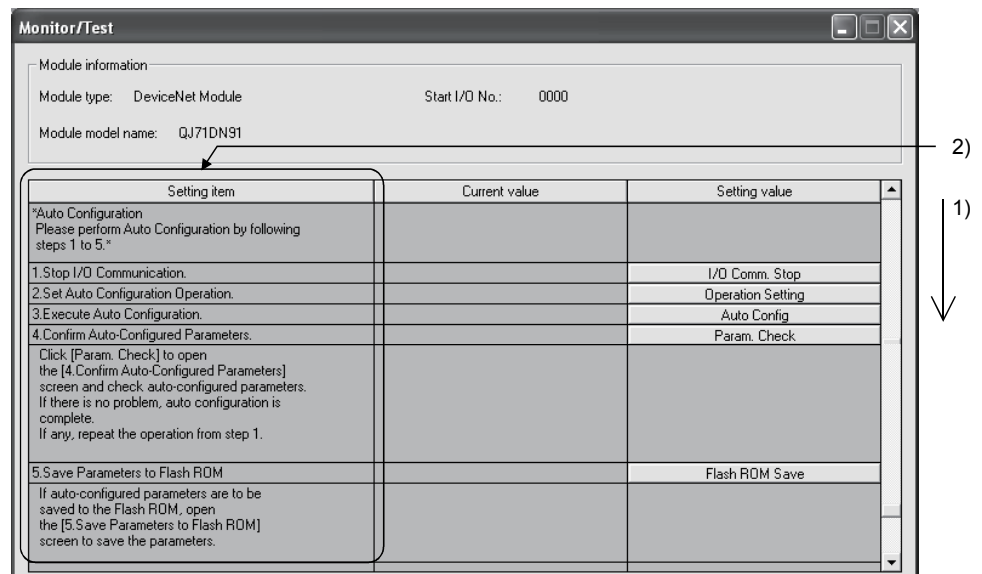 Monitor/Test
Module information
Module type: DeviceNet Module Start I/O No.: 0000
Module model name: QJ71DN91
2)
Setting item Current value Setting value
1)
*Auto Configuration
Please perform Auto Configuration by following
steps 1 to 5.*
1.Stop I/O Communication. I/O Comm. Stop
2.Set Auto Configuration Operation. Operation Setting
3.Execute Auto Configuration. Auto Config
4.Confirm Auto-Configured Parameters. Param. Check
Click [Param. Check] to open
the [4.Confirm Auto-Configured Parameters]
screen and check auto-configured parameters.
If there is no problem, auto configuration is
complete.
If any, repeat the operation from step 1.
5.Save Parameters to Flash ROM Flash ROM Save
If auto-configured parameters are to be
saved to the Flash ROM, open
the [5.Save Parameters to Flash ROM]
screen to save the parameters.